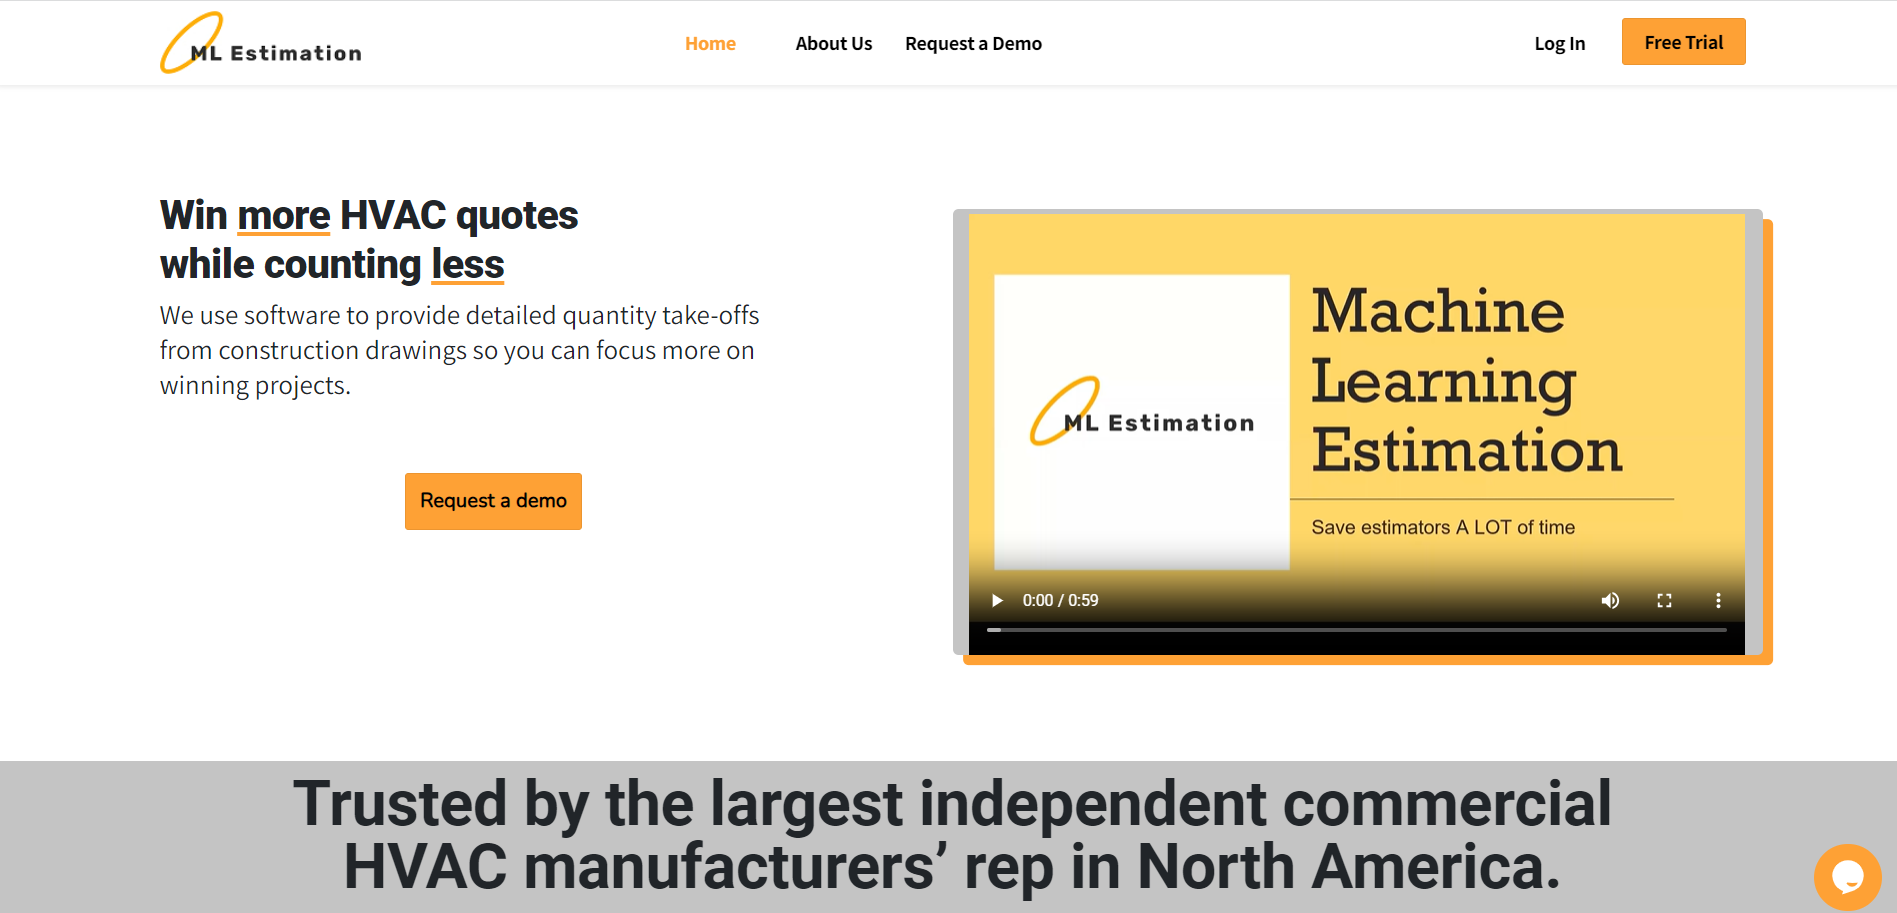 ML Estimation
Home
About Us
Request a Demo
Log In
Free Trial
Win more HVAC quotes
while counting less
We use software to provide detailed quantity take-offs
from construction drawings so you can focus more on
winning projects.
Request a demo
ML Estimation
Machine
Learning
Estimation
Save estimators A LOT of time
0:00 / 0:59
Trusted by the largest independent commercial
HVAC manufacturers’ rep in North America.